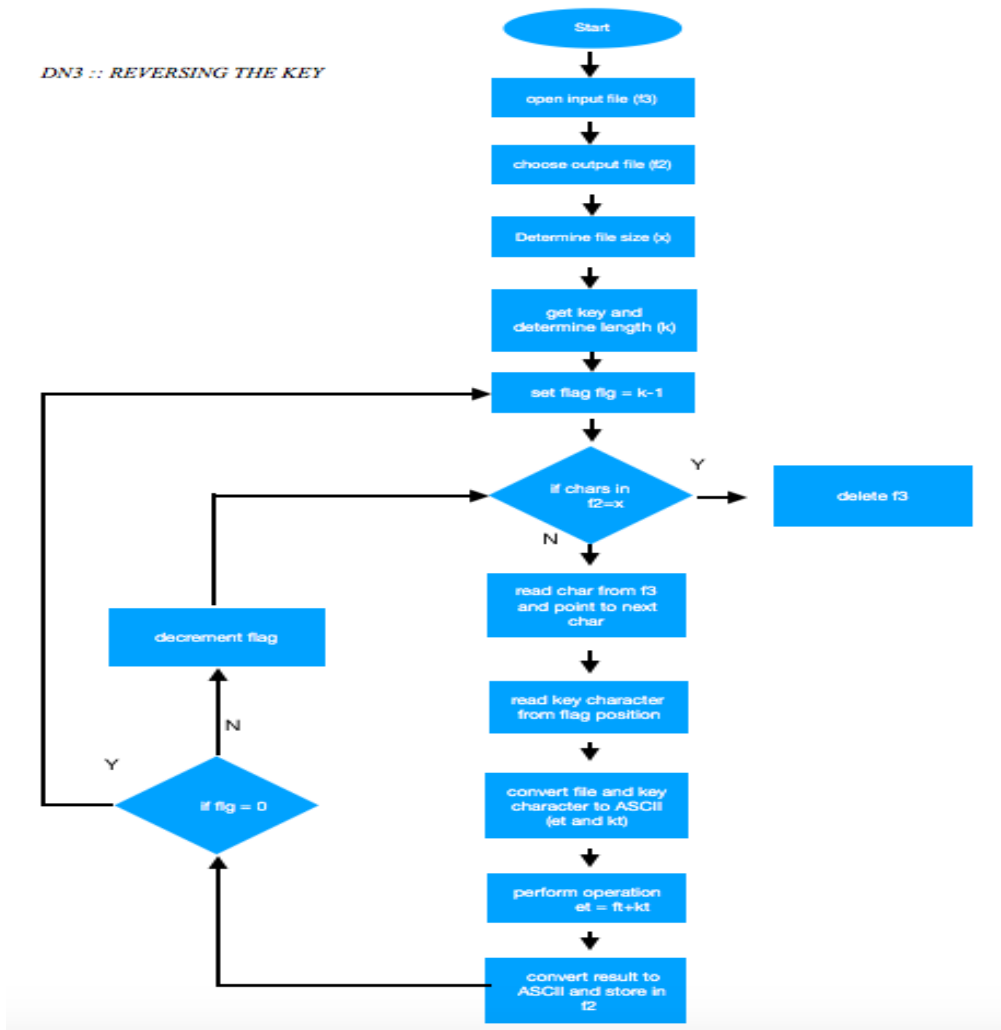 Start
DN3 :: REVERSING THE KEY
open input file (f3)
choose output file (f2)
Determine file size (x)
get key and
determine length (k)
set flag flg = k-1
if chars in
f2=x
Y
delete f3
N
read char from f3
and point to next
char
decrement flag
read key character
from flag position
N
Y
if flg = 0
convert file and key
character to ASCII
(et and kt)
perform operation
et = ft+kt
convert result to
ASCII and store in
f2